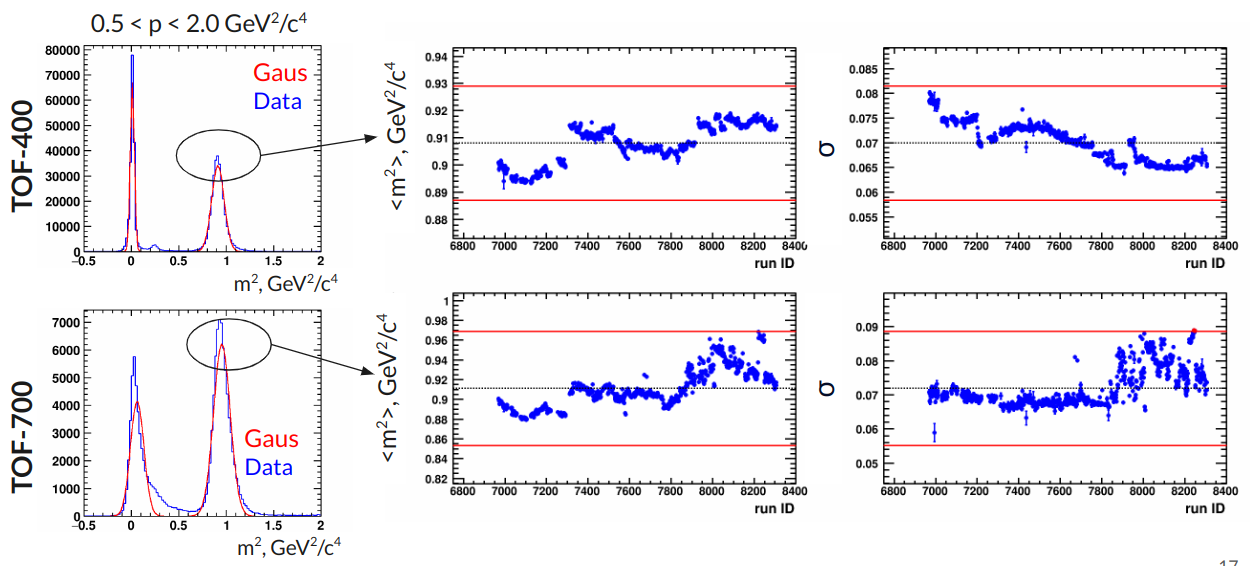 0.5 < p < 2.0 GeV²/c⁴
TOF-400
80000
70000
60000
50000
40000
30000
20000
10000
0
−0.5 0 0.5 1 1.5 2
m², GeV²/c⁴
Gaus
Data
<m²>, GeV²/c⁴
0.94
0.93
0.92
0.91
0.9
0.89
0.88
6800 7000 7200 7400 7600 7800 8000 8200 8400
run ID
σ
0.085
0.08
0.075
0.070
0.065
0.06
0.055
6800 7000 7200 7400 7600 7800 8000 8200 8400
run ID
TOF-700
7000
6000
5000
4000
3000
2000
1000
0
−0.5 0 0.5 1 1.5 2
m², GeV²/c⁴
Gaus
Data
<m²>, GeV²/c⁴
1
0.98
0.96
0.94
0.92
0.9
0.88
0.86
0.84
0.82
6800 7000 7200 7400 7600 7800 8000 8200 8400
run ID
σ
0.09
0.08
0.07
0.06
0.05
6800 7000 7200 7400 7600 7800 8000 8200 8400
run ID